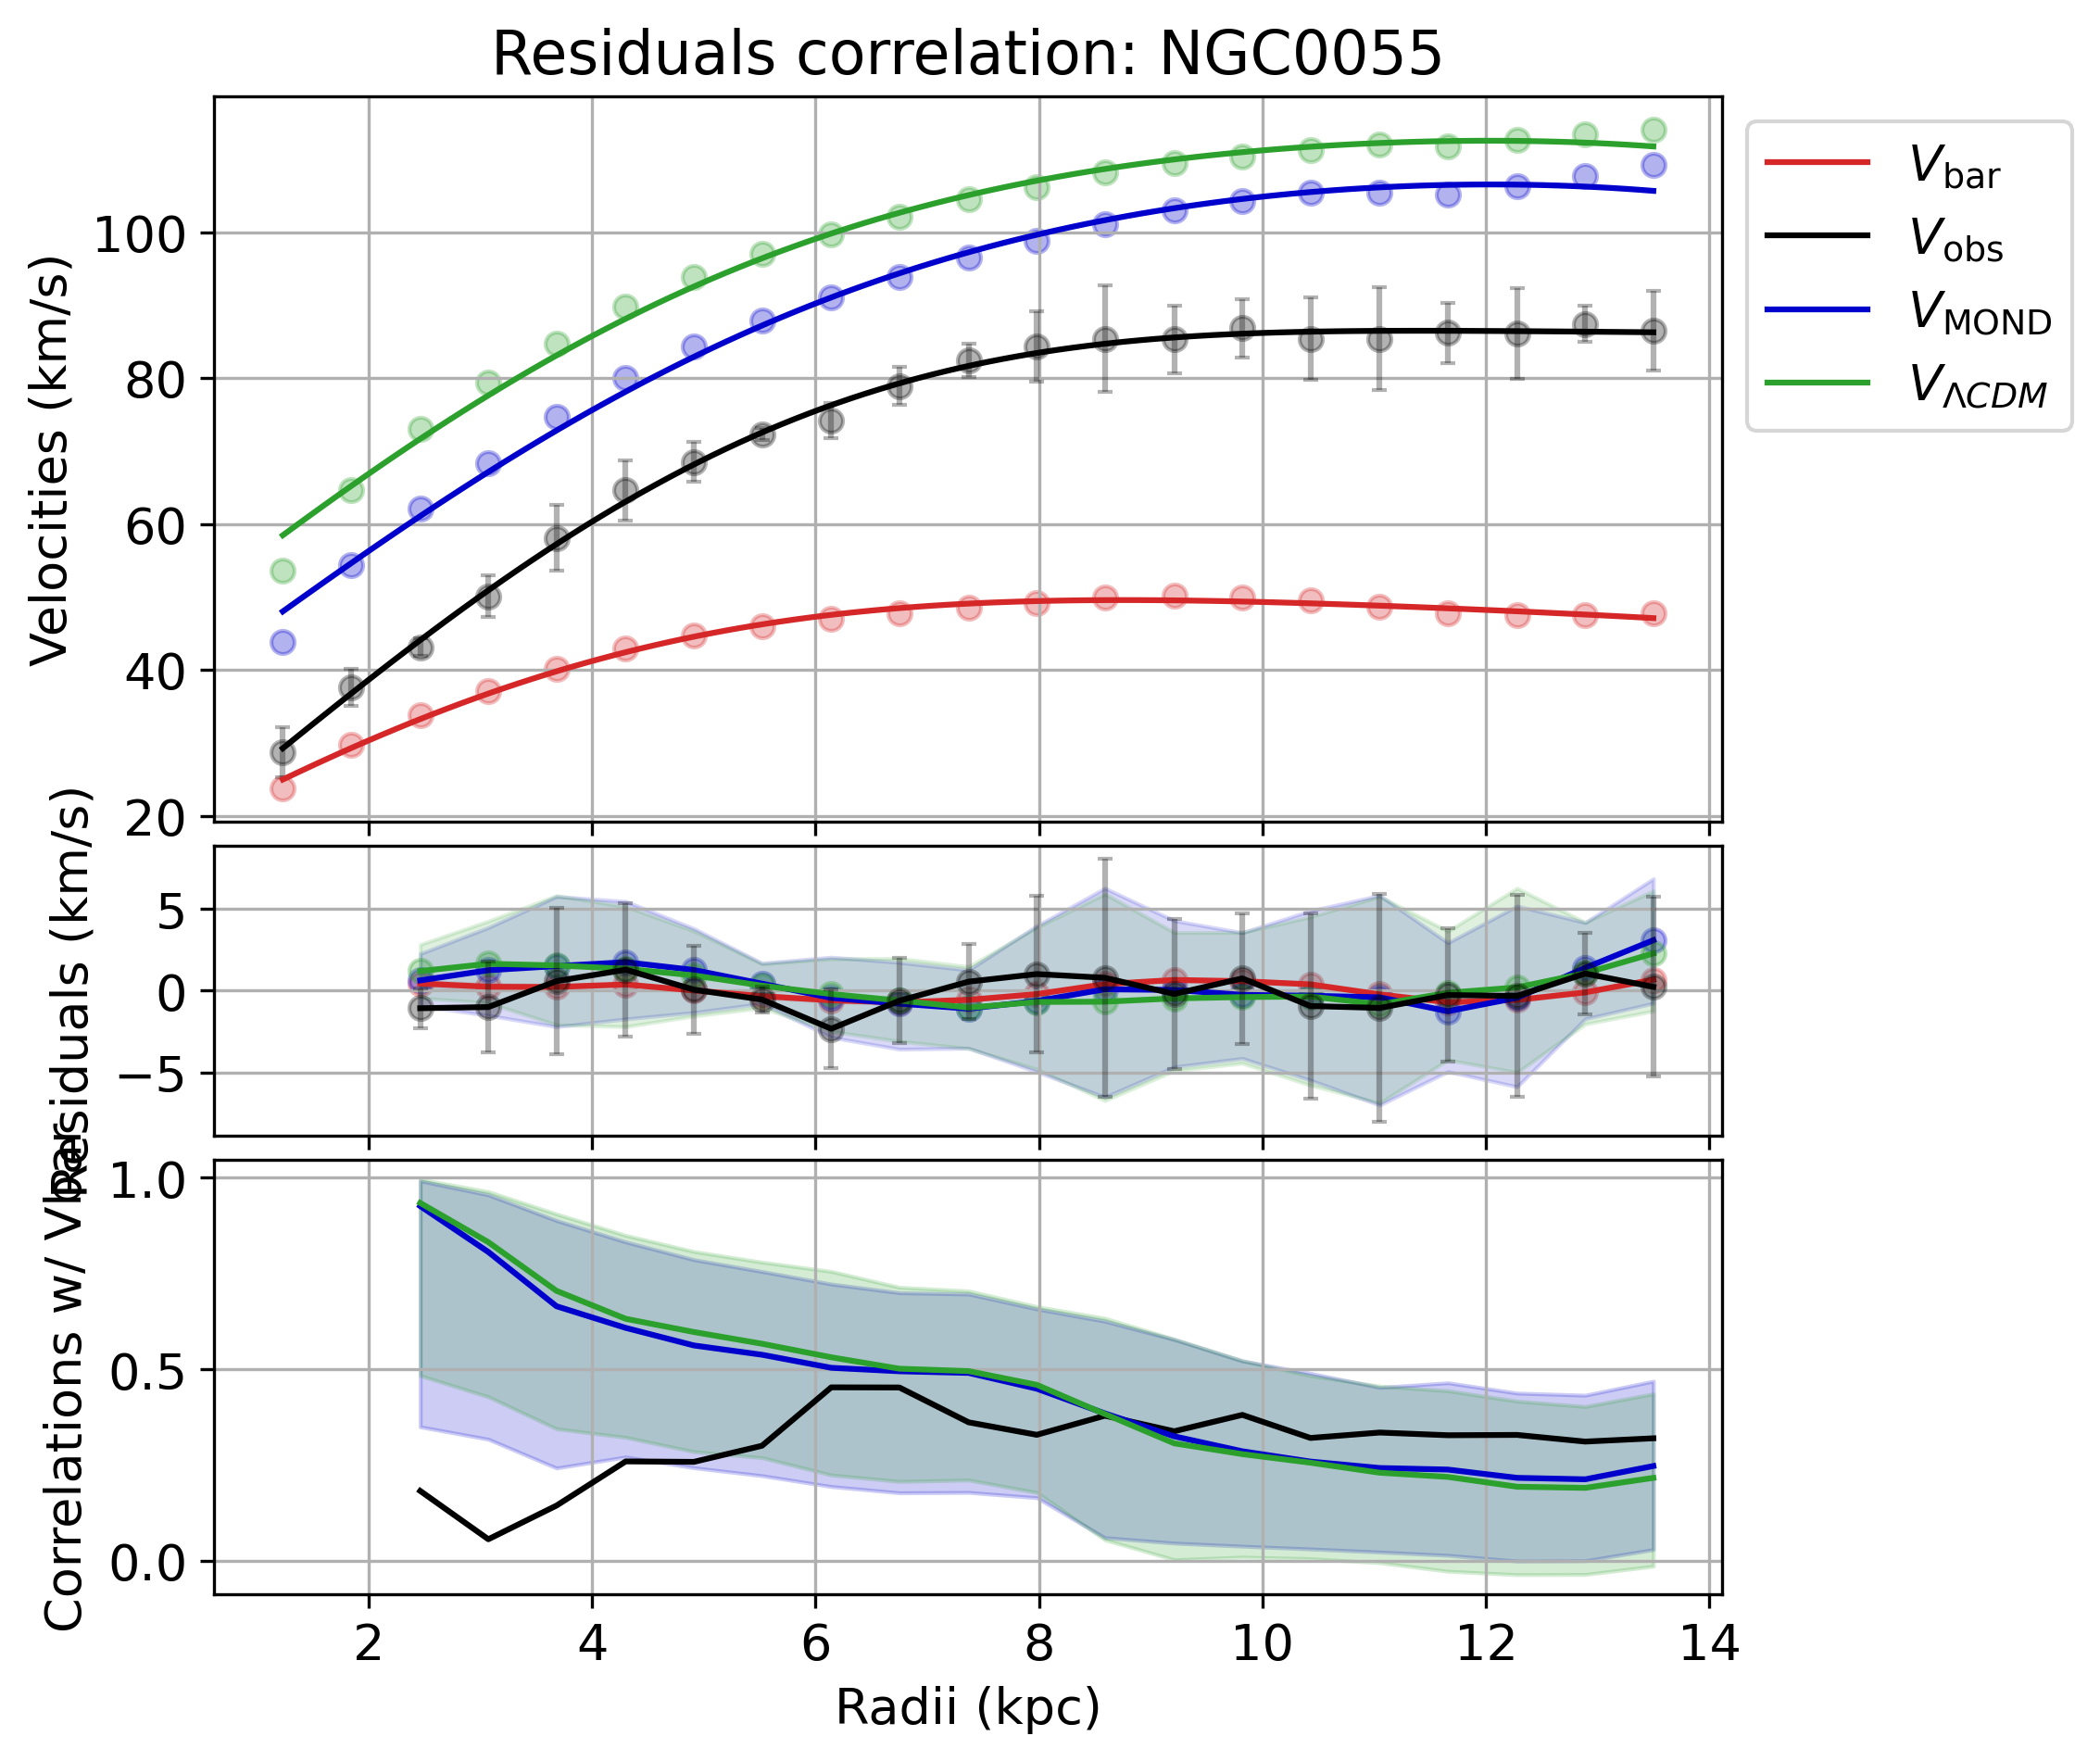 Residuals correlation: NGC0055
Velocities (km/s)
100
80
60
40
20
V_bar
V_obs
V_MOND
V_ΛCDM
Residuals (km/s)
5
0
−5
Correlations w/ Vbar
1.0
0.5
0.0
2 4 6 8 10 12 14
Radii (kpc)